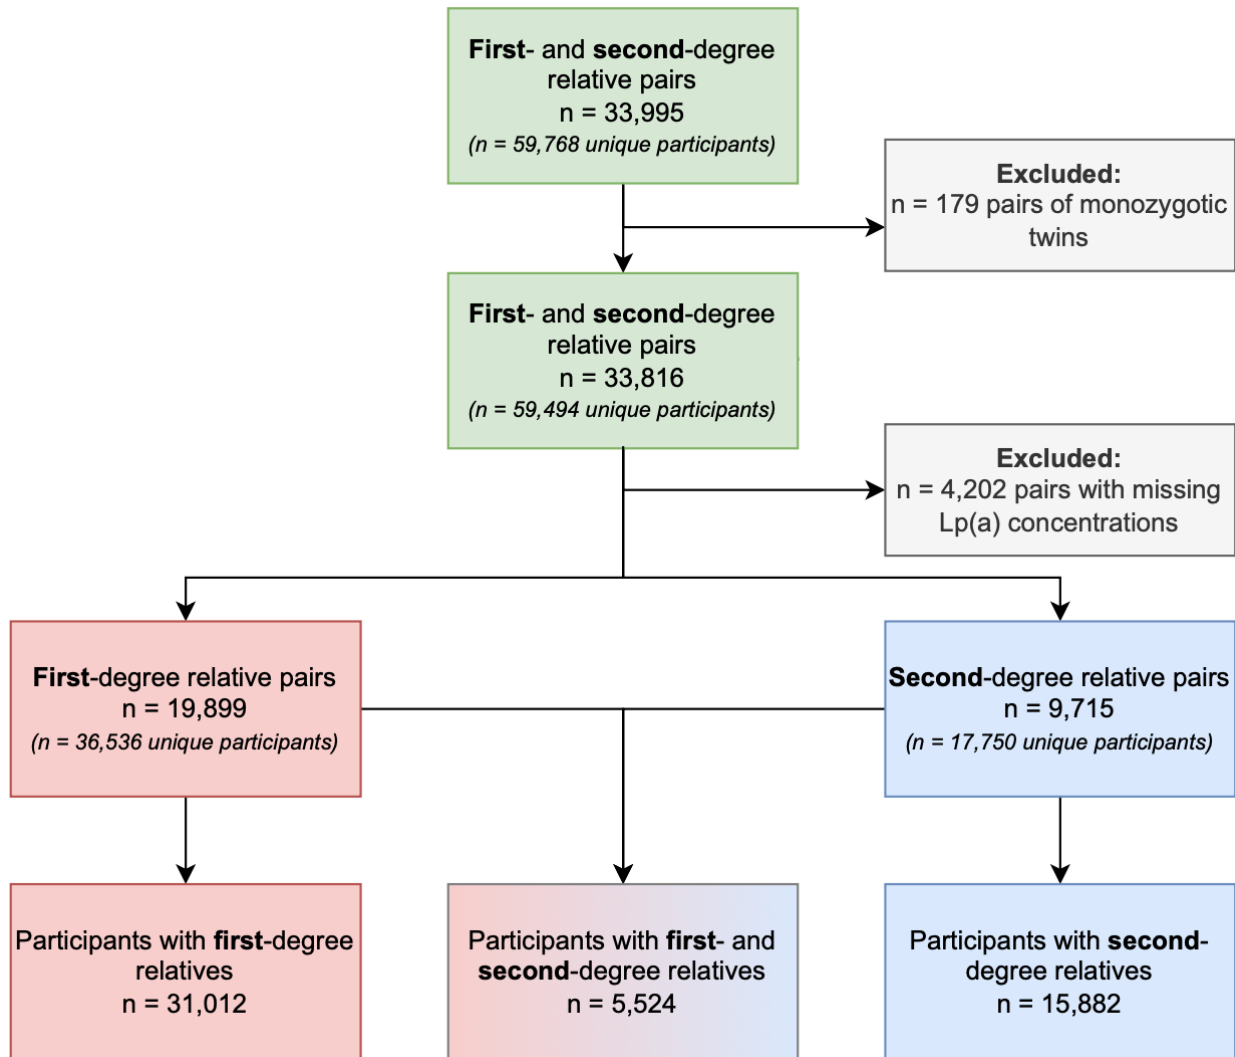 First- and second-degree
relative pairs
n = 33,995
(n = 59,768 unique participants)
Excluded:
n = 179 pairs of monozygotic
twins
First- and second-degree
relative pairs
n = 33,816
(n = 59,494 unique participants)
Excluded:
n = 4,202 pairs with missing
Lp(a) concentrations
First-degree relative pairs
n = 19,899
(n = 36,536 unique participants)
Second-degree relative pairs
n = 9,715
(n = 17,750 unique participants)
Participants with first-degree
relatives
n = 31,012
Participants with first- and
second-degree relatives
n = 5,524
Participants with second-
degree relatives
n = 15,882